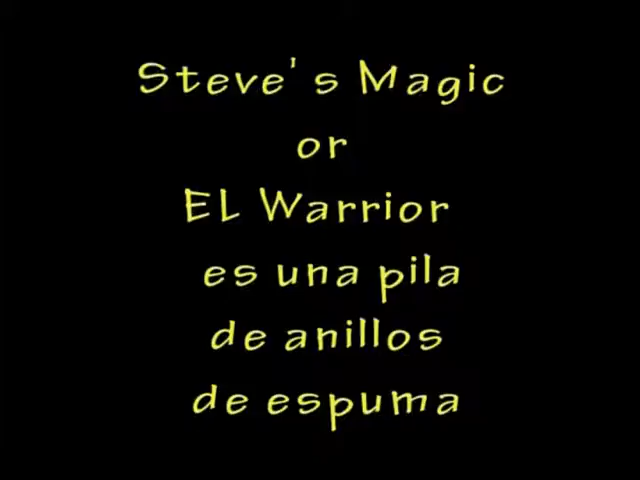 Steve's Magic
or
EL Warrior
es una pila
de anillos
de espuma